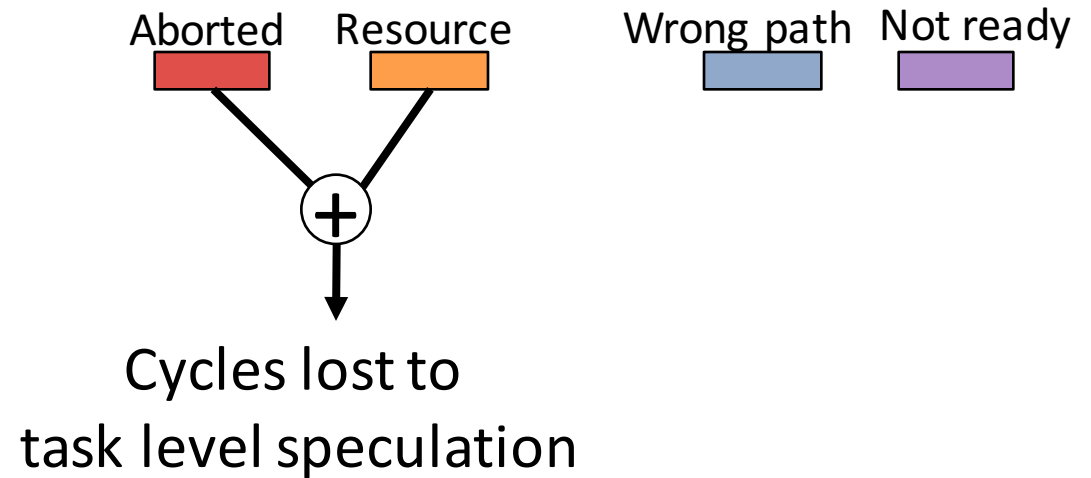 Aborted Resource Wrong path Not ready
+
Cycles lost to
task level speculation